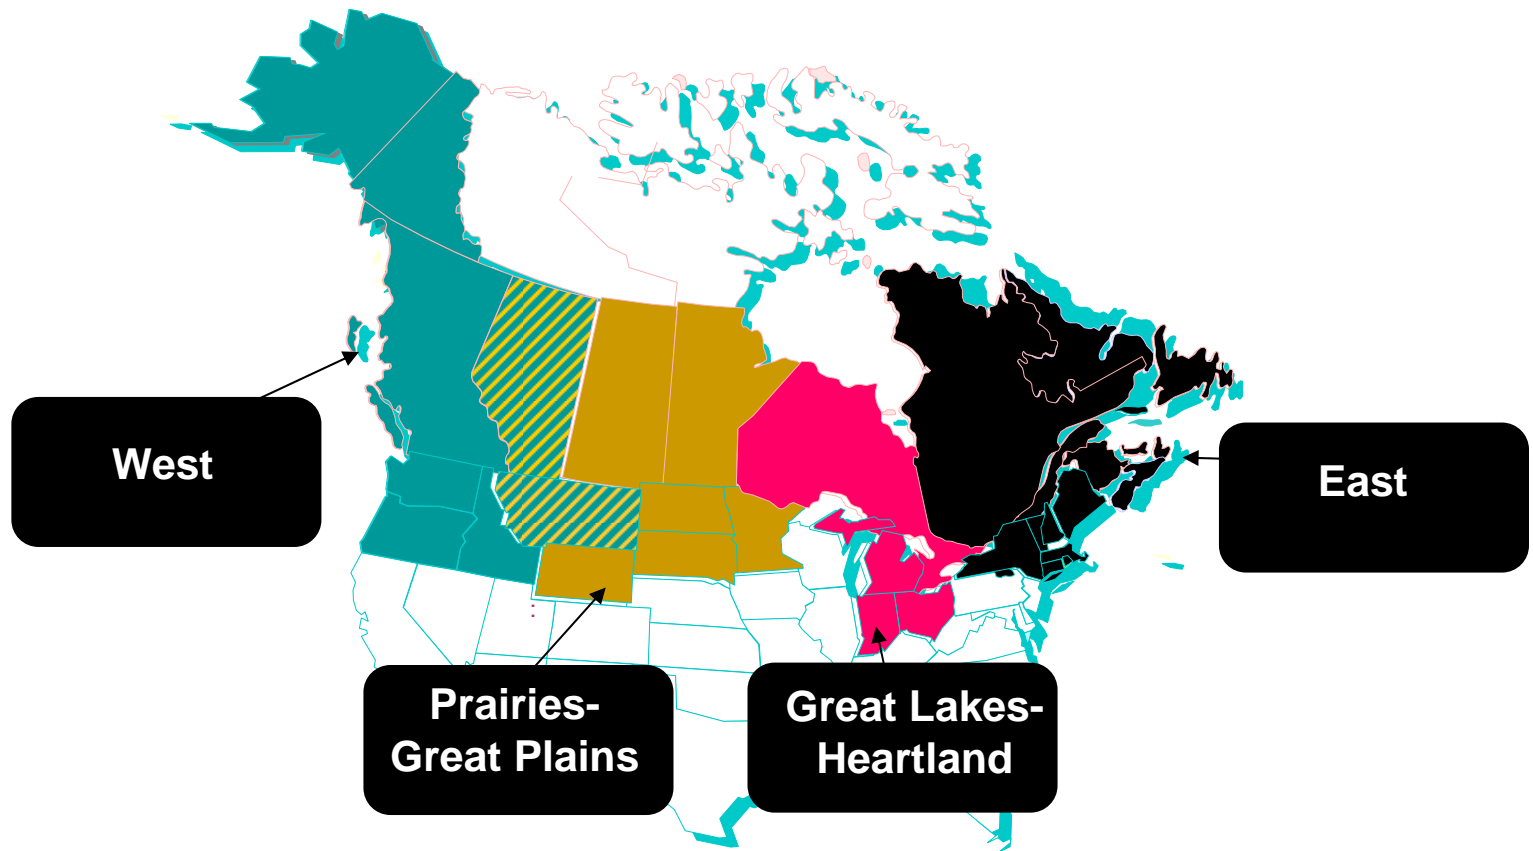 West
East
Prairies-
Great Plains
Great Lakes-
Heartland